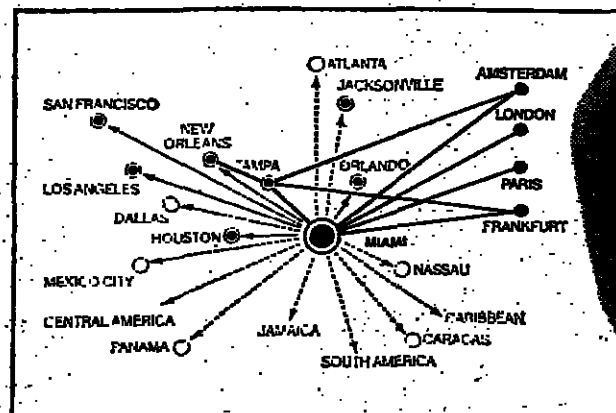 ATLANTA
JACKSONVILLE
AMSTERDAM
SAN FRANCISCO
LONDON
NEW
ORLEANS
TAMPA
ORLANDO
LOS ANGELES
PARIS
DALLAS
HOUSTON
MIAMI
FRANKFURT
MEXICO CITY
NASSAU
CENTRAL AMERICA
JAMAICA
CARIBBEAN
PANAMA
SOUTH AMERICA
CARACAS